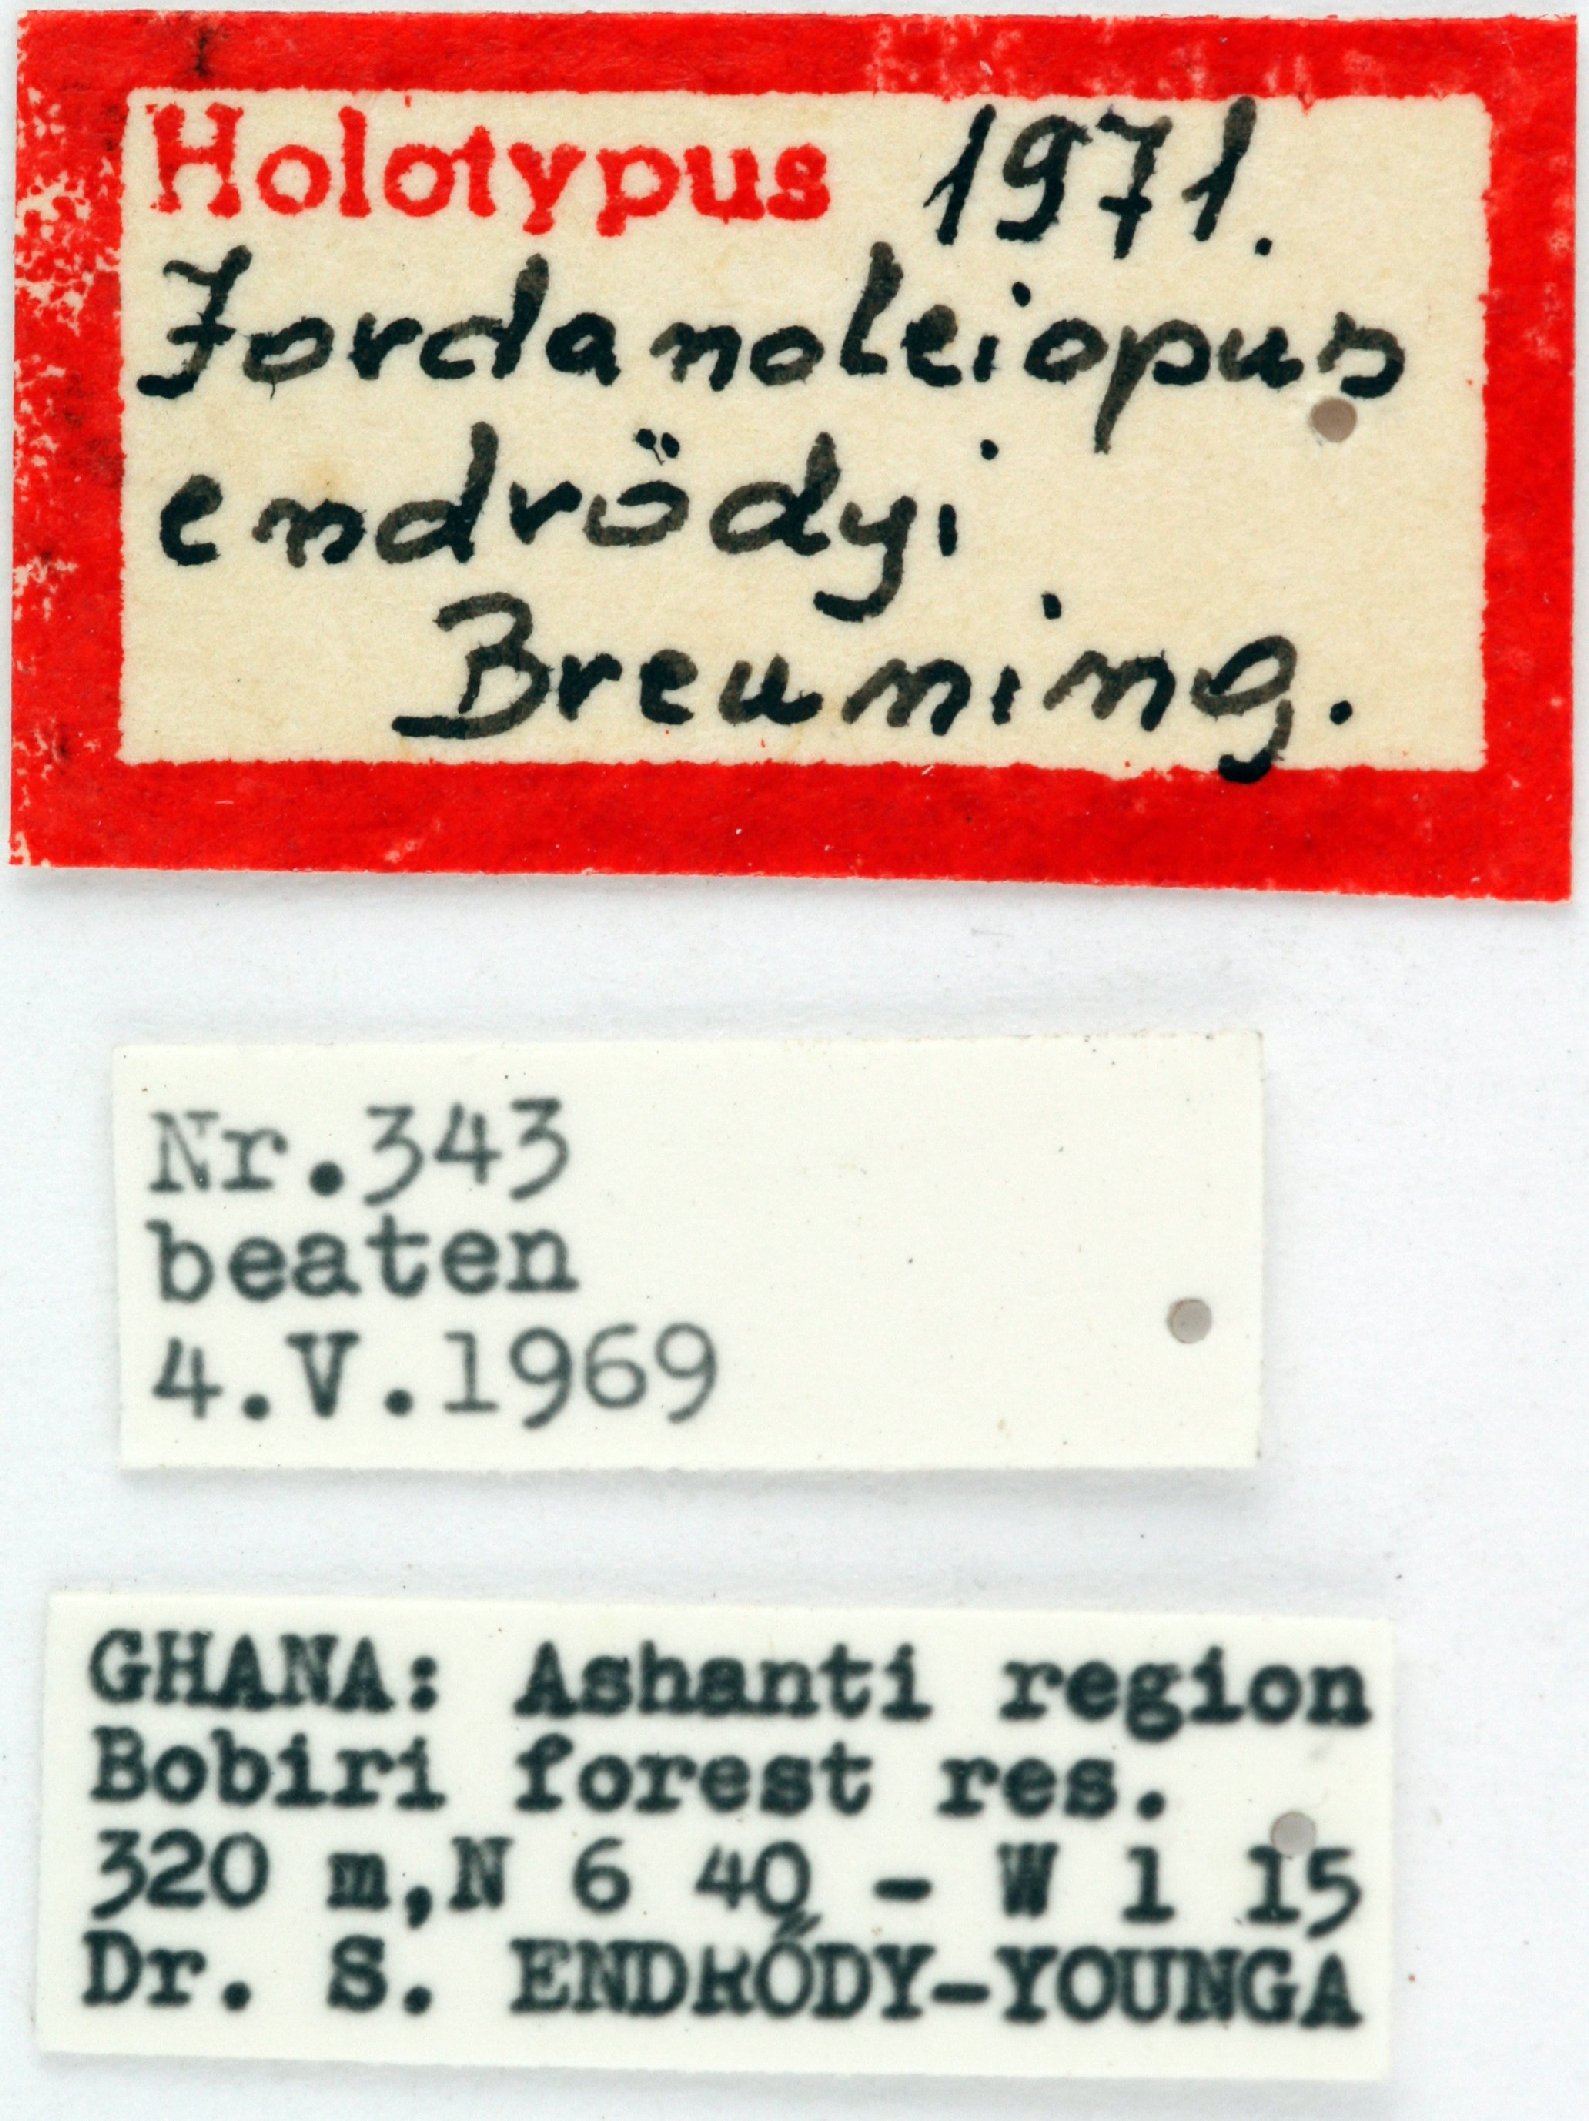 Holotypus 1971.
Jordanoleiopus
endrödyi
Breuning.
Nr.343
beaten
4.V.1969
GHANA: Ashanti region
Bobiri forest res.
320 m,N 6 40 - W 1 15
Dr. S. ENDRŐDY-YOUNGA